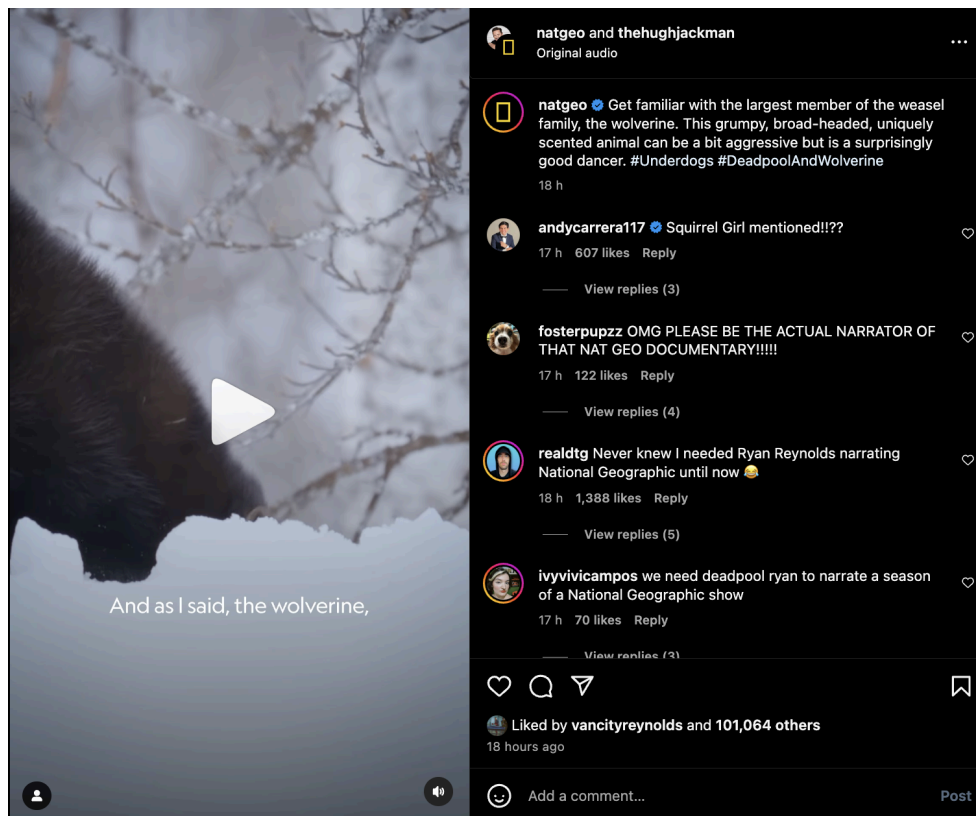 And as I said, the wolverine,
natgeo and thehughjackman
Original audio
natgeo Get familiar with the largest member of the weasel
family, the wolverine. This grumpy, broad-headed, uniquely
scented animal can be a bit aggressive but is a surprisingly
good dancer. #Underdogs #DeadpoolAndWolverine
18 h
andycarrera117 Squirrel Girl mentioned!!??
17 h 607 likes Reply
View replies (3)
fosterpupzz OMG PLEASE BE THE ACTUAL NARRATOR OF
THAT NAT GEO DOCUMENTARY!!!!!
17 h 122 likes Reply
View replies (4)
realdtg Never knew I needed Ryan Reynolds narrating
National Geographic until now 😂
18 h 1,388 likes Reply
View replies (5)
ivyvivicampos we need deadpool ryan to narrate a season
of a National Geographic show
17 h 70 likes Reply
View replies (3)
Liked by vancityreynolds and 101,064 others
18 hours ago
Add a comment...
Post